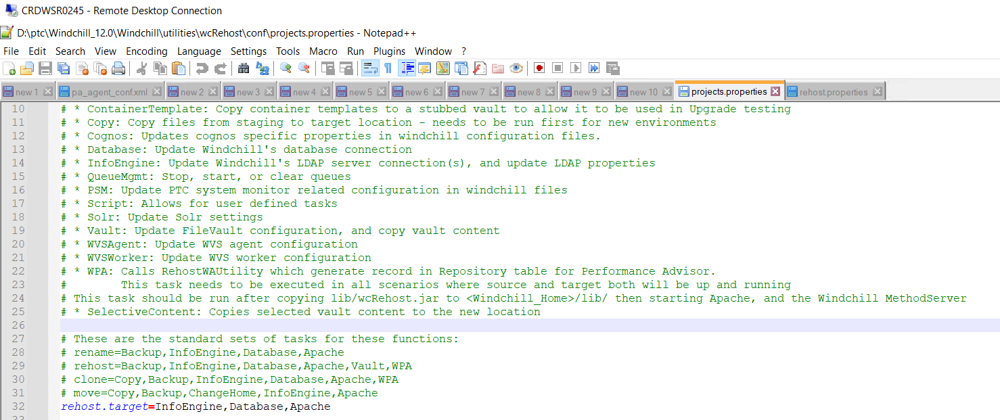 CRDWSR0245 - Remote Desktop Connection
D:\ptc\Windchill_12.0\Windchill\utilities\wcRehost\conf\projects.properties - Notepad++
File Edit Search View Encoding Language Settings Tools Macro Run Plugins Window ?
new 1 pa_agent_conf.xml new 2 new 3 new 4 new 5 new 6 new 7 new 8 new 9 new 10 projects.properties rehost.properties
10 # * ContainerTemplate: Copy container templates to a stubbed vault to allow it to be used in Upgrade testing
11 # * Copy: Copy files from staging to target location - needs to be run first for new environments
12 # * Cognos: Updates cognos specific properties in windchill configuration files.
13 # * Database: Update Windchill's database connection
14 # * InfoEngine: Update Windchill's LDAP server connection(s), and update LDAP properties
15 # * QueueMgmt: Stop, start, or clear queues
16 # * PSM: Update PTC system monitor related configuration in windchill files
17 # * Script: Allows for user defined tasks
18 # * Solr: Update Solr settings
19 # * Vault: Update FileVault configuration, and copy vault content
20 # * WVSAgent: Update WVS agent configuration
21 # * WVSWorker: Update WVS worker configuration
22 # * WPA: Calls RehostWAUtility which generate record in Repository table for Performance Advisor.
23 # This task needs to be executed in all scenarios where source and target both will be up and running
24 # This task should be run after copying lib/wcRehost.jar to <Windchill_Home>/lib/ then starting Apache, and the Windchill MethodServer
25 # * SelectiveContent: Copies selected vault content to the new location
26
27 # These are the standard sets of tasks for these functions:
28 # rename=Backup,InfoEngine,Database,Apache
29 # rehost=Backup,InfoEngine,Database,Apache,Vault,WPA
30 # clone=Copy,Backup,InfoEngine,Database,Apache,WPA
31 # move=Copy,Backup,ChangeHome,InfoEngine,Apache
32 rehost.target=InfoEngine,Database,Apache